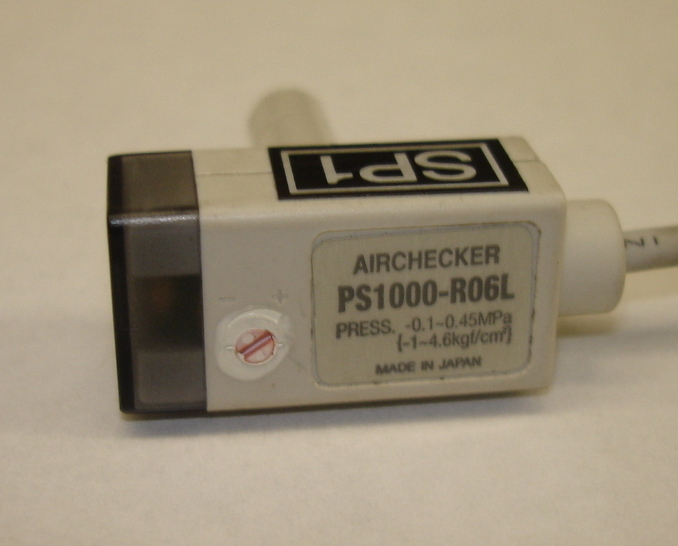 SP1
- +
AIRCHECKER
PS1000-R06L
PRESS. -0.1~0.45MPa
{-1~4.6kgf/cm²}
MADE IN JAPAN